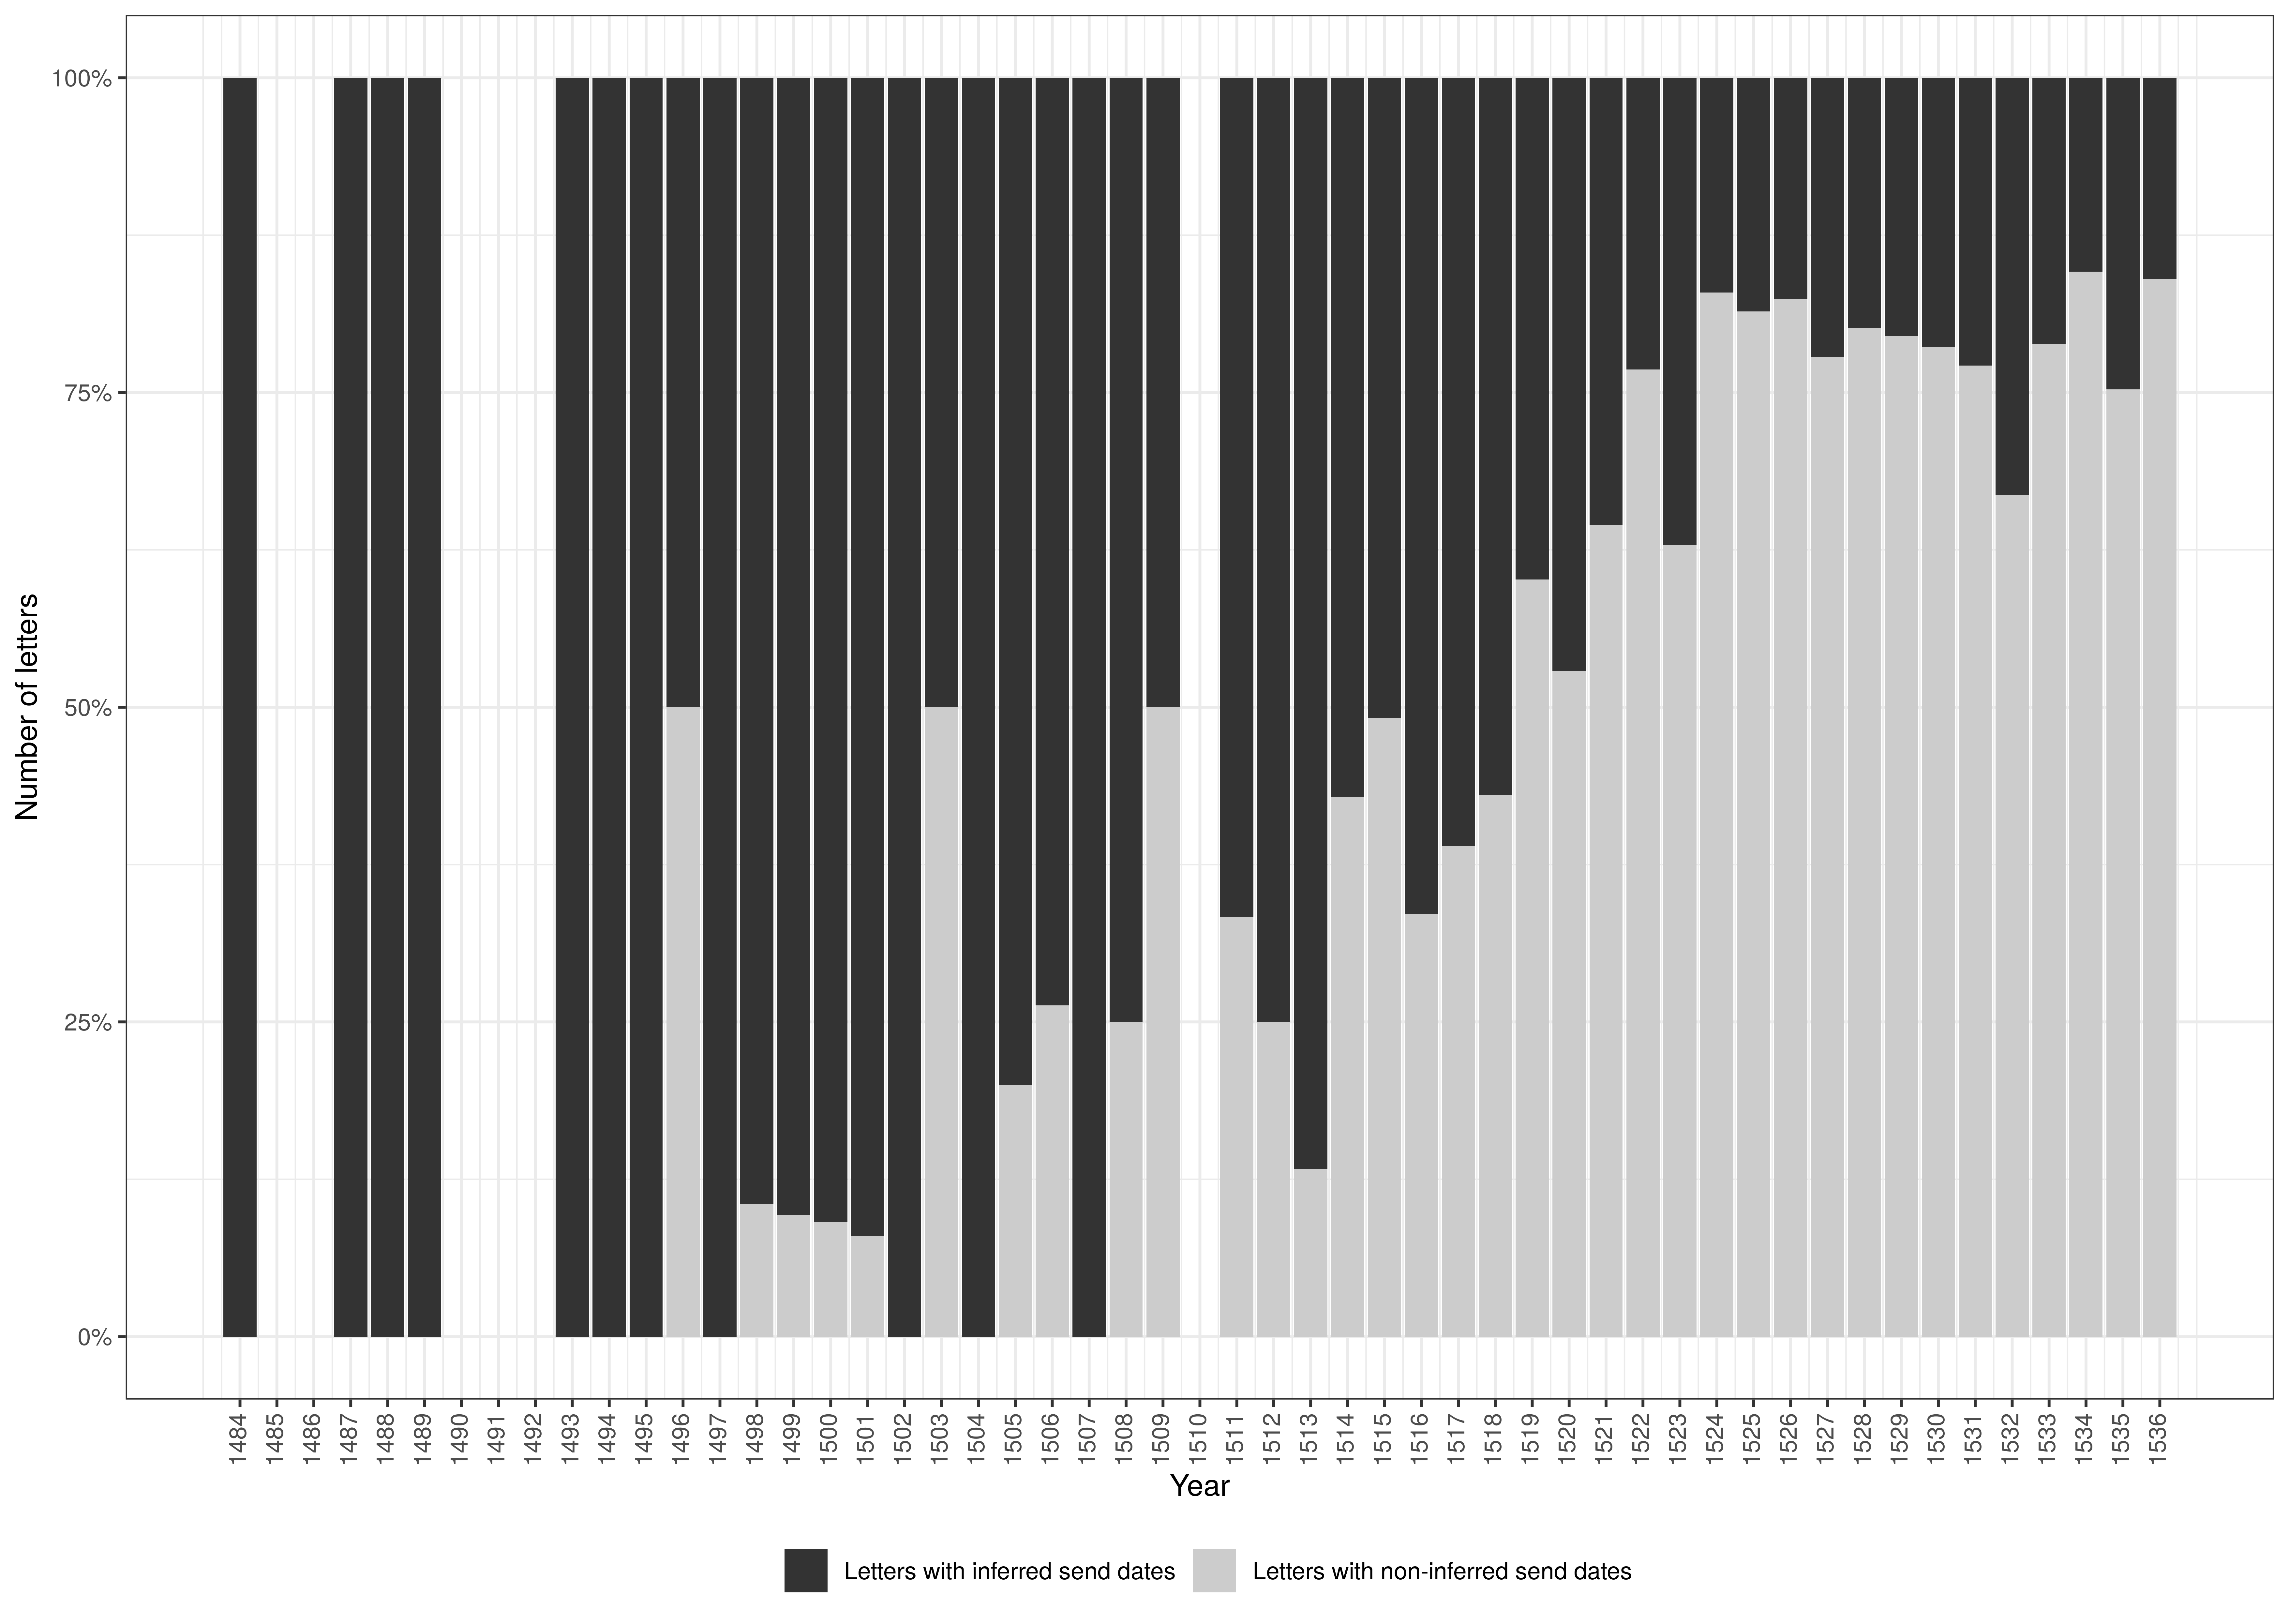 Number of letters
100%
75%
50%
25%
0%
1484 1485 1486 1487 1488 1489 1490 1491 1492 1493 1494 1495 1496 1497 1498 1499 1500 1501 1502 1503 1504 1505 1506 1507 1508 1509 1510 1511 1512 1513 1514 1515 1516 1517 1518 1519 1520 1521 1522 1523 1524 1525 1526 1527 1528 1529 1530 1531 1532 1533 1534 1535 1536
Year
Letters with inferred send dates Letters with non-inferred send dates